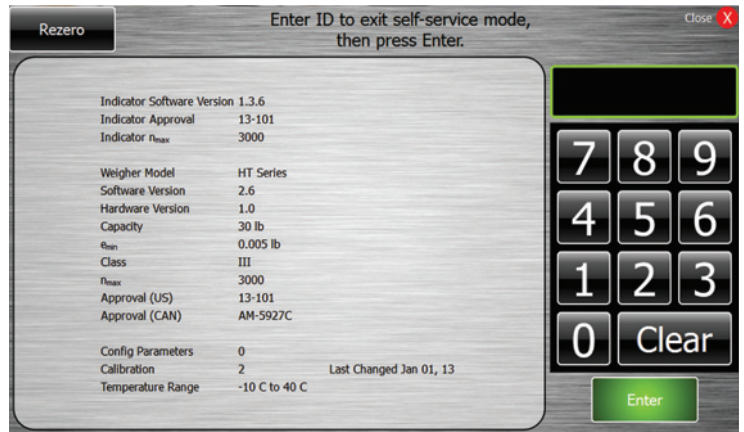 Rezero
Enter ID to exit self-service mode,
then press Enter.
Close X
Indicator Software Version 1.3.6
Indicator Approval 13-101
Indicator nmax 3000
Weigher Model HT Series
Software Version 2.6
Hardware Version 1.0
Capacity 30 lb
emin 0.005 lb
Class III
nmax 3000
Approval (US) 13-101
Approval (CAN) AM-5927C
Config Parameters 0
Calibration 2 Last Changed Jan 01, 13
Temperature Range -10 C to 40 C
7 8 9
4 5 6
1 2 3
0 Clear
Enter